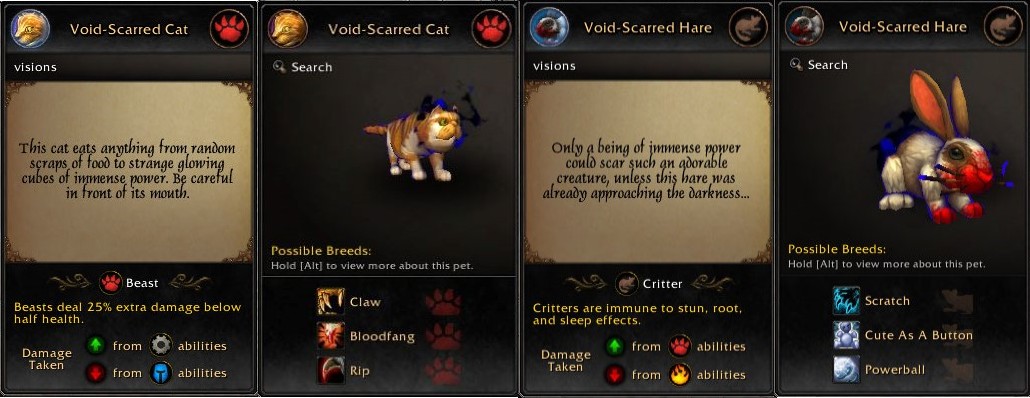 Void-Scarred Cat
visions
This cat eats anything from random
scraps of food to strange glowing
cubes of immense power. Be careful
in front of its mouth.
Beast
Beasts deal 25% extra damage below
half health.
Damage
Taken
from abilities
from abilities
Void-Scarred Cat
Search
Possible Breeds:
Hold [Alt] to view more about this pet.
Claw
Bloodfang
Rip
Void-Scarred Hare
visions
Only a being of immense power
could scar such an adorable
creature, unless this hare was
already approaching the darkness...
Critter
Critters are immune to stun, root,
and sleep effects.
Damage
Taken
from abilities
from abilities
Void-Scarred Hare
Search
Possible Breeds:
Hold [Alt] to view more about this pet.
Scratch
Cute As A Button
Powerball